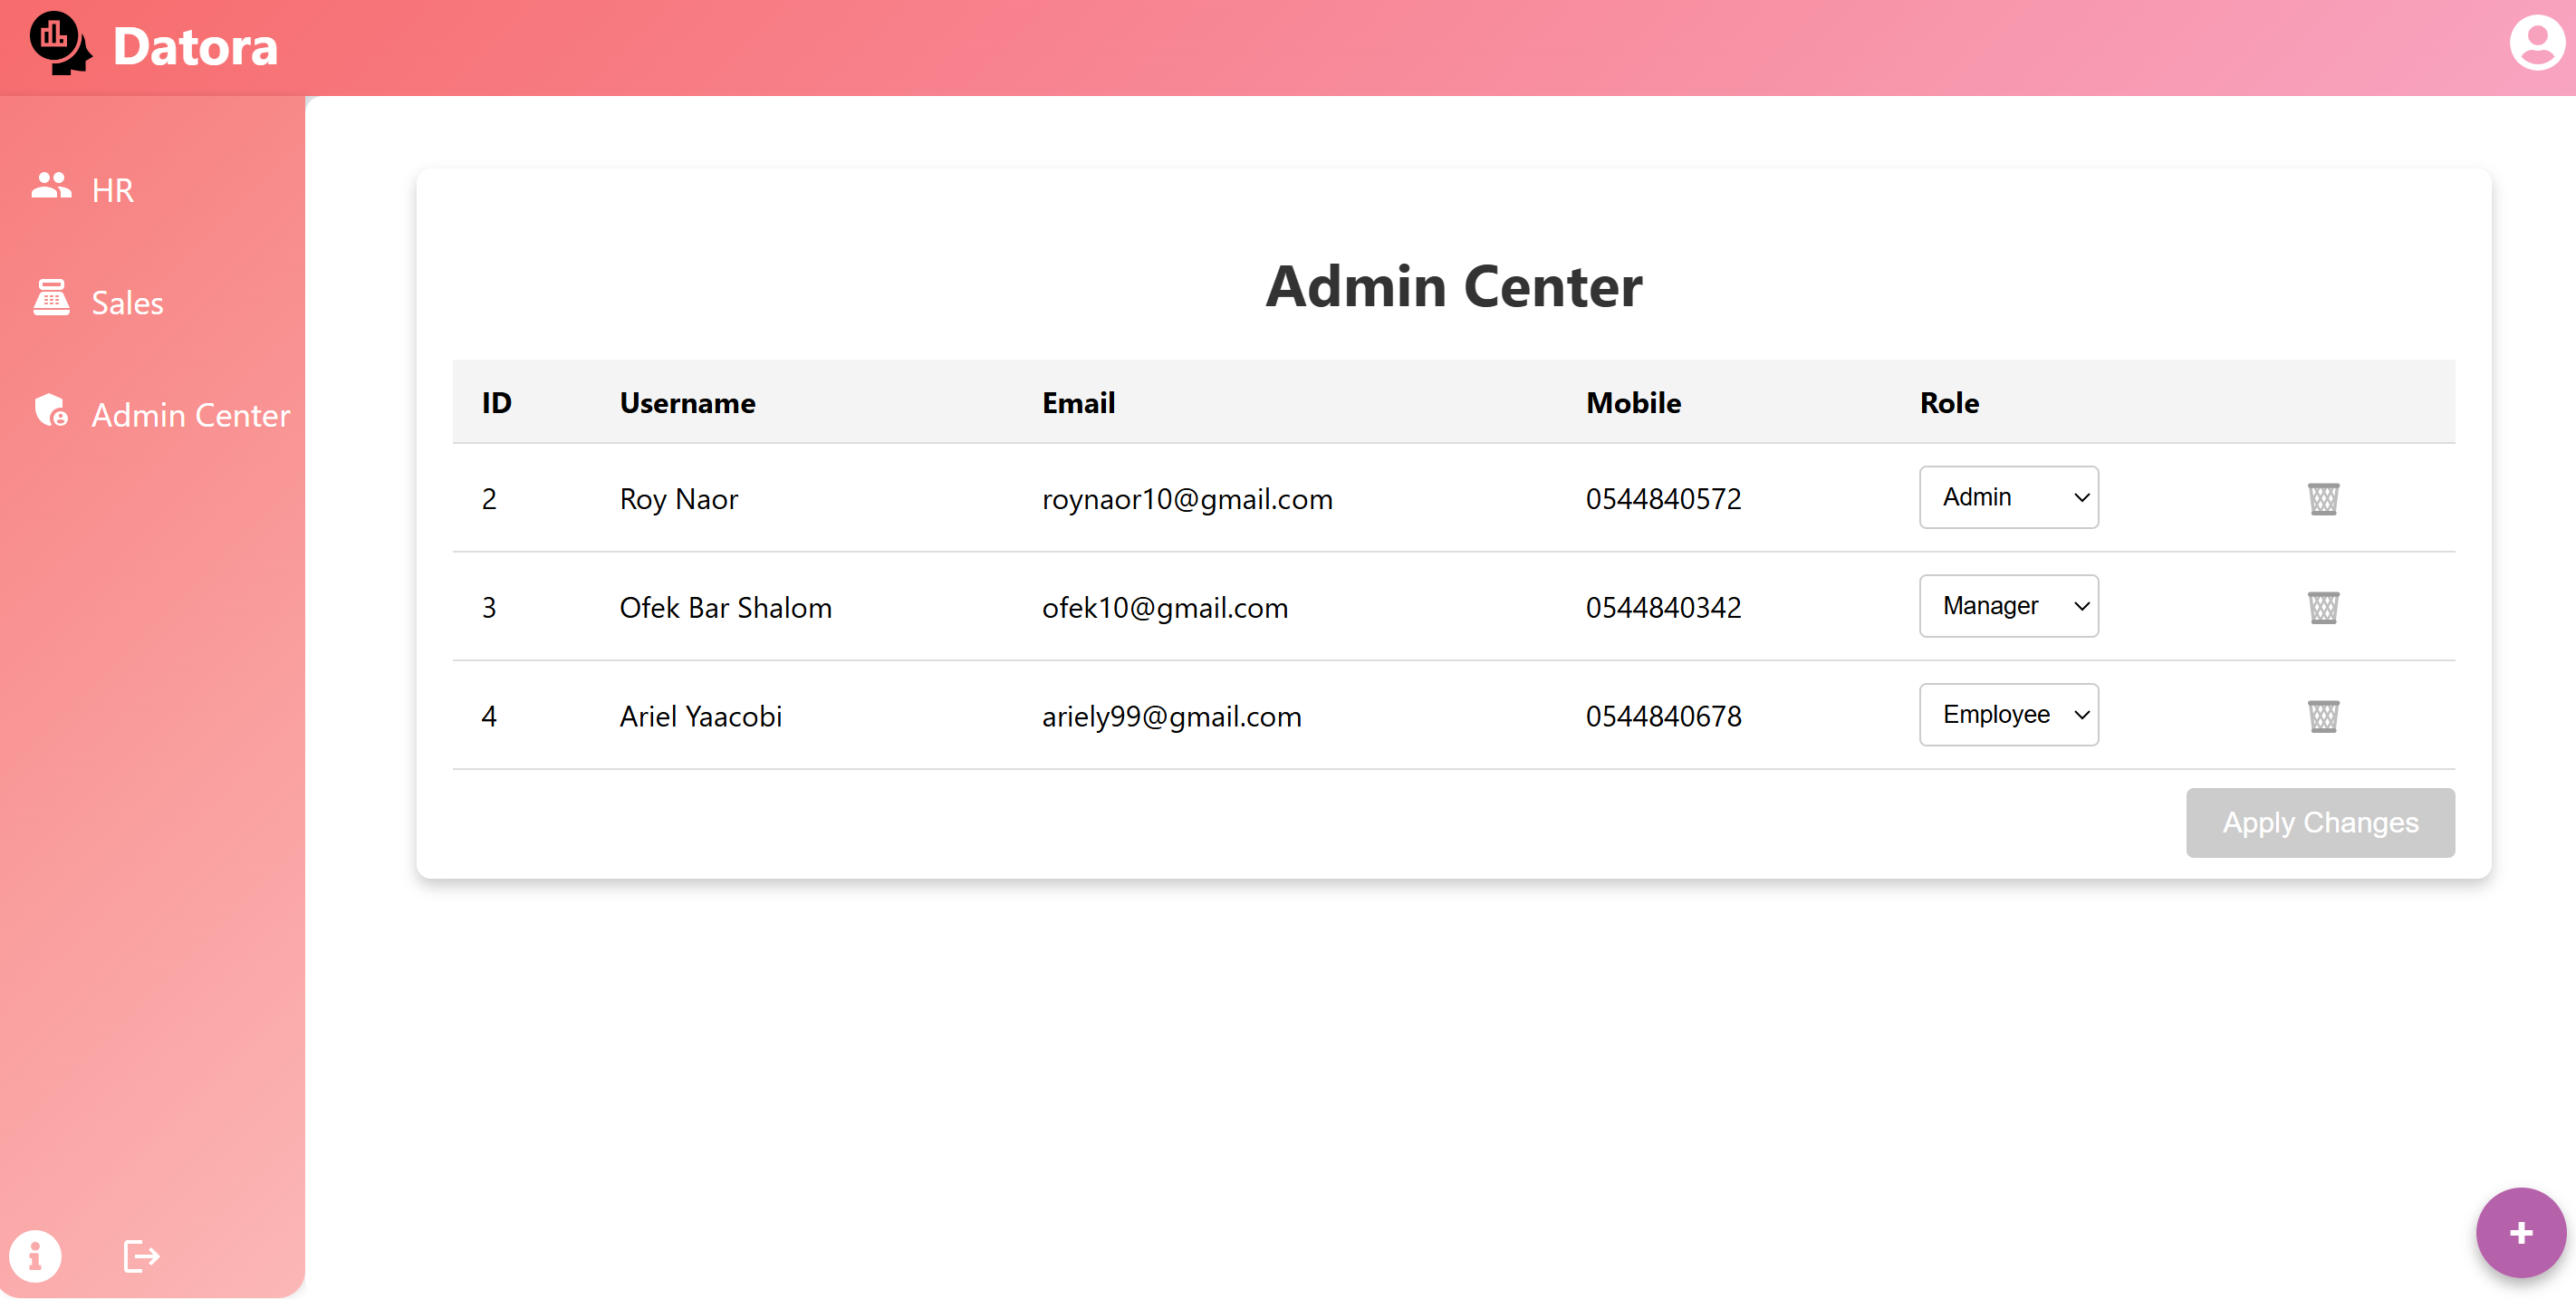 Datora
HR
Sales
Admin Center
Admin Center
ID Username Email Mobile Role
2 Roy Naor roynaor10@gmail.com 0544840572 Admin
3 Ofek Bar Shalom ofek10@gmail.com 0544840342 Manager
4 Ariel Yaacobi ariely99@gmail.com 0544840678 Employee
Apply Changes
+